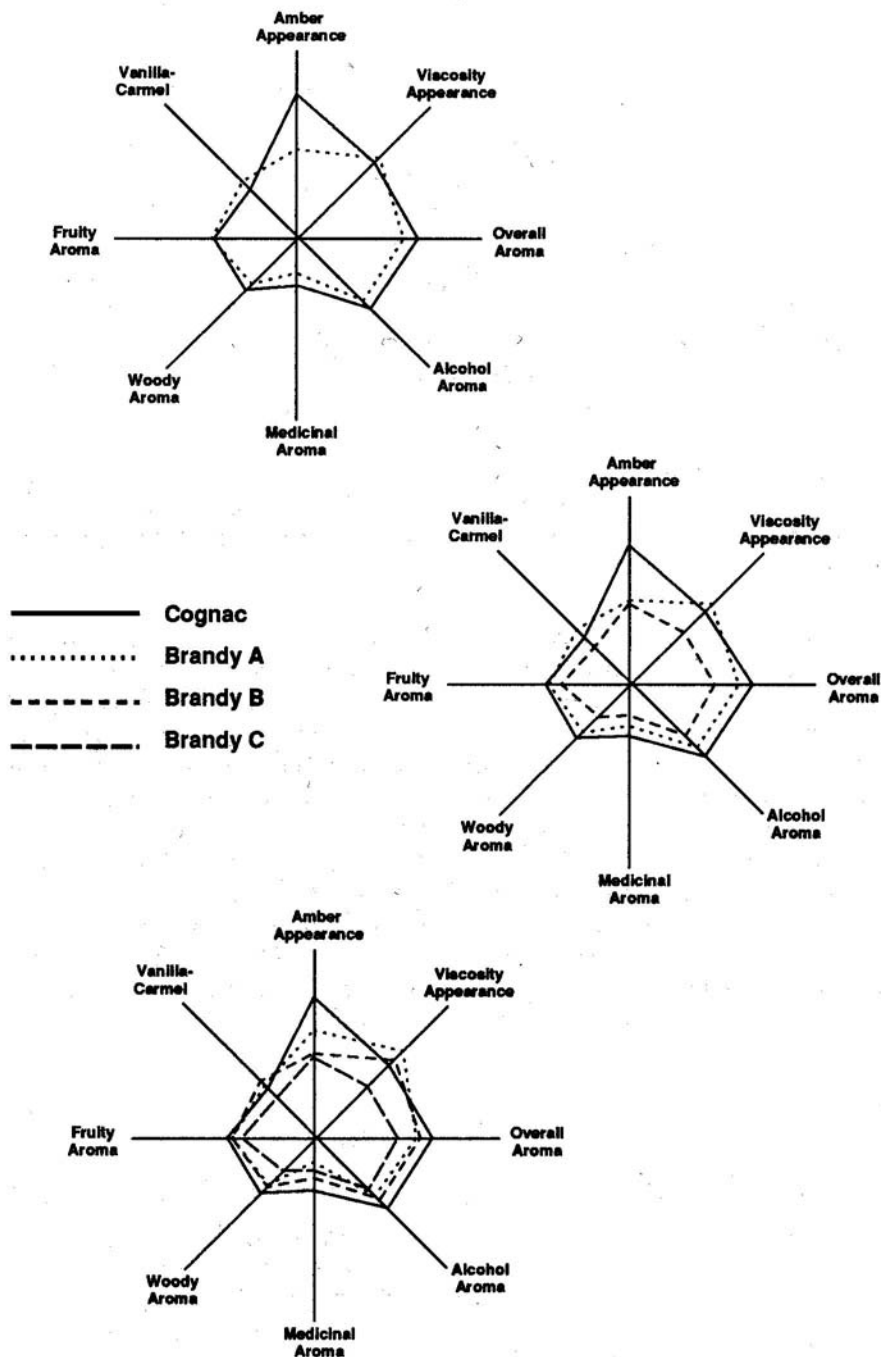 Amber
Appearance
Vanilla-
Carmel
Viscosity
Appearance
Fruity
Aroma
Overall
Aroma
Woody
Aroma
Alcohol
Aroma
Medicinal
Aroma
Amber
Appearance
Vanilla-
Carmel
Viscosity
Appearance
Cognac
Brandy A
Brandy B
Brandy C
Fruity
Aroma
Overall
Aroma
Woody
Aroma
Alcohol
Aroma
Medicinal
Aroma
Amber
Appearance
Vanilla-
Carmel
Viscosity
Appearance
Fruity
Aroma
Overall
Aroma
Woody
Aroma
Alcohol
Aroma
Medicinal
Aroma